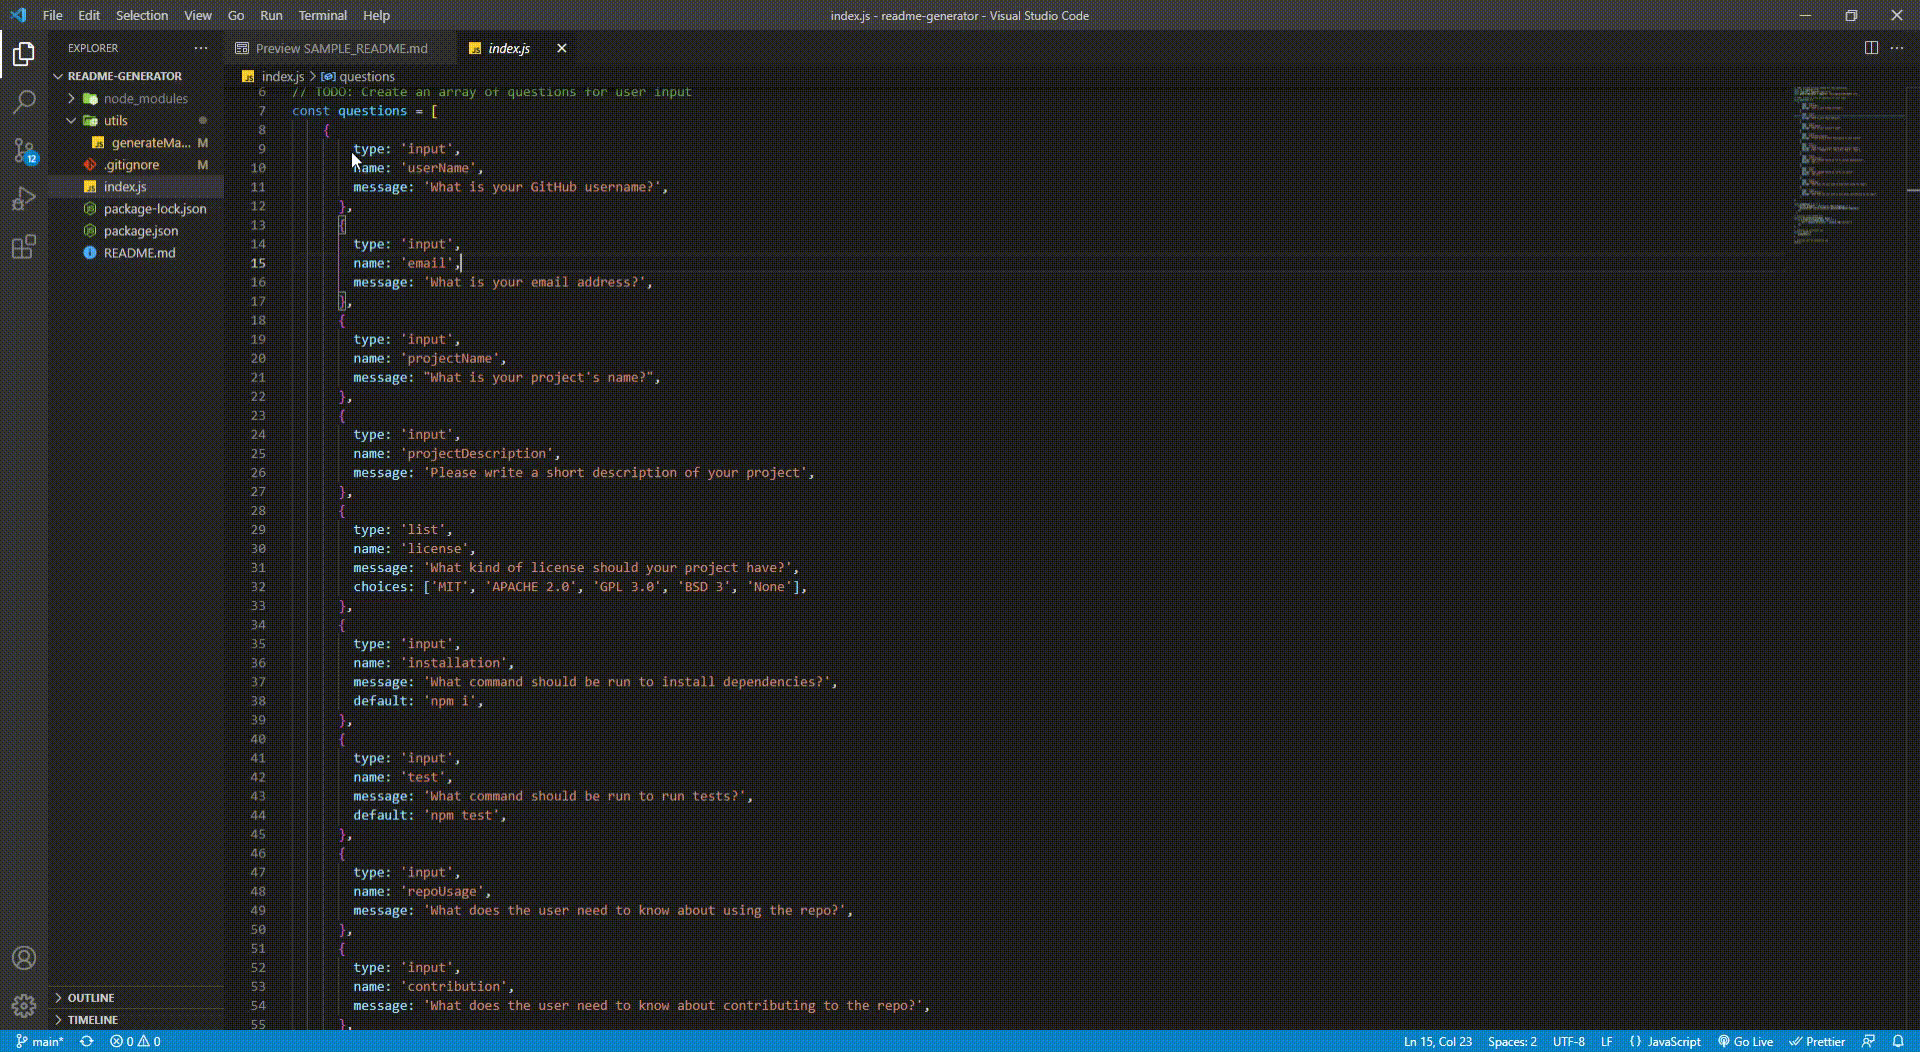 File Edit Selection View Go Run Terminal Help
index.js - readme-generator - Visual Studio Code
EXPLORER
README-GENERATOR
node_modules
utils
generateMa... M
.gitignore M
index.js
package-lock.json
package.json
README.md
OUTLINE
TIMELINE
Preview SAMPLE_README.md
index.js
index.js > questions
6 // TODO: Create an array of questions for user input
7 const questions = [
8 {
9 type: 'input',
10 name: 'userName',
11 message: 'What is your GitHub username?',
12 },
13 {
14 type: 'input',
15 name: 'email',
16 message: 'What is your email address?',
17 },
18 {
19 type: 'input',
20 name: 'projectName',
21 message: "What is your project's name?",
22 },
23 {
24 type: 'input',
25 name: 'projectDescription',
26 message: 'Please write a short description of your project',
27 },
28 {
29 type: 'list',
30 name: 'license',
31 message: 'What kind of license should your project have?',
32 choices: ['MIT', 'APACHE 2.0', 'GPL 3.0', 'BSD 3', 'None'],
33 },
34 {
35 type: 'input',
36 name: 'installation',
37 message: 'What command should be run to install dependencies?',
38 default: 'npm i',
39 },
40 {
41 type: 'input',
42 name: 'test',
43 message: 'What command should be run to run tests?',
44 default: 'npm test',
45 },
46 {
47 type: 'input',
48 name: 'repoUsage',
49 message: 'What does the user need to know about using the repo?',
50 },
51 {
52 type: 'input',
53 name: 'contribution',
54 message: 'What does the user need to know about contributing to the repo?',
55 },
12
main* 0 0
Ln 15, Col 23 Spaces: 2 UTF-8 LF {} JavaScript Go Live Prettier